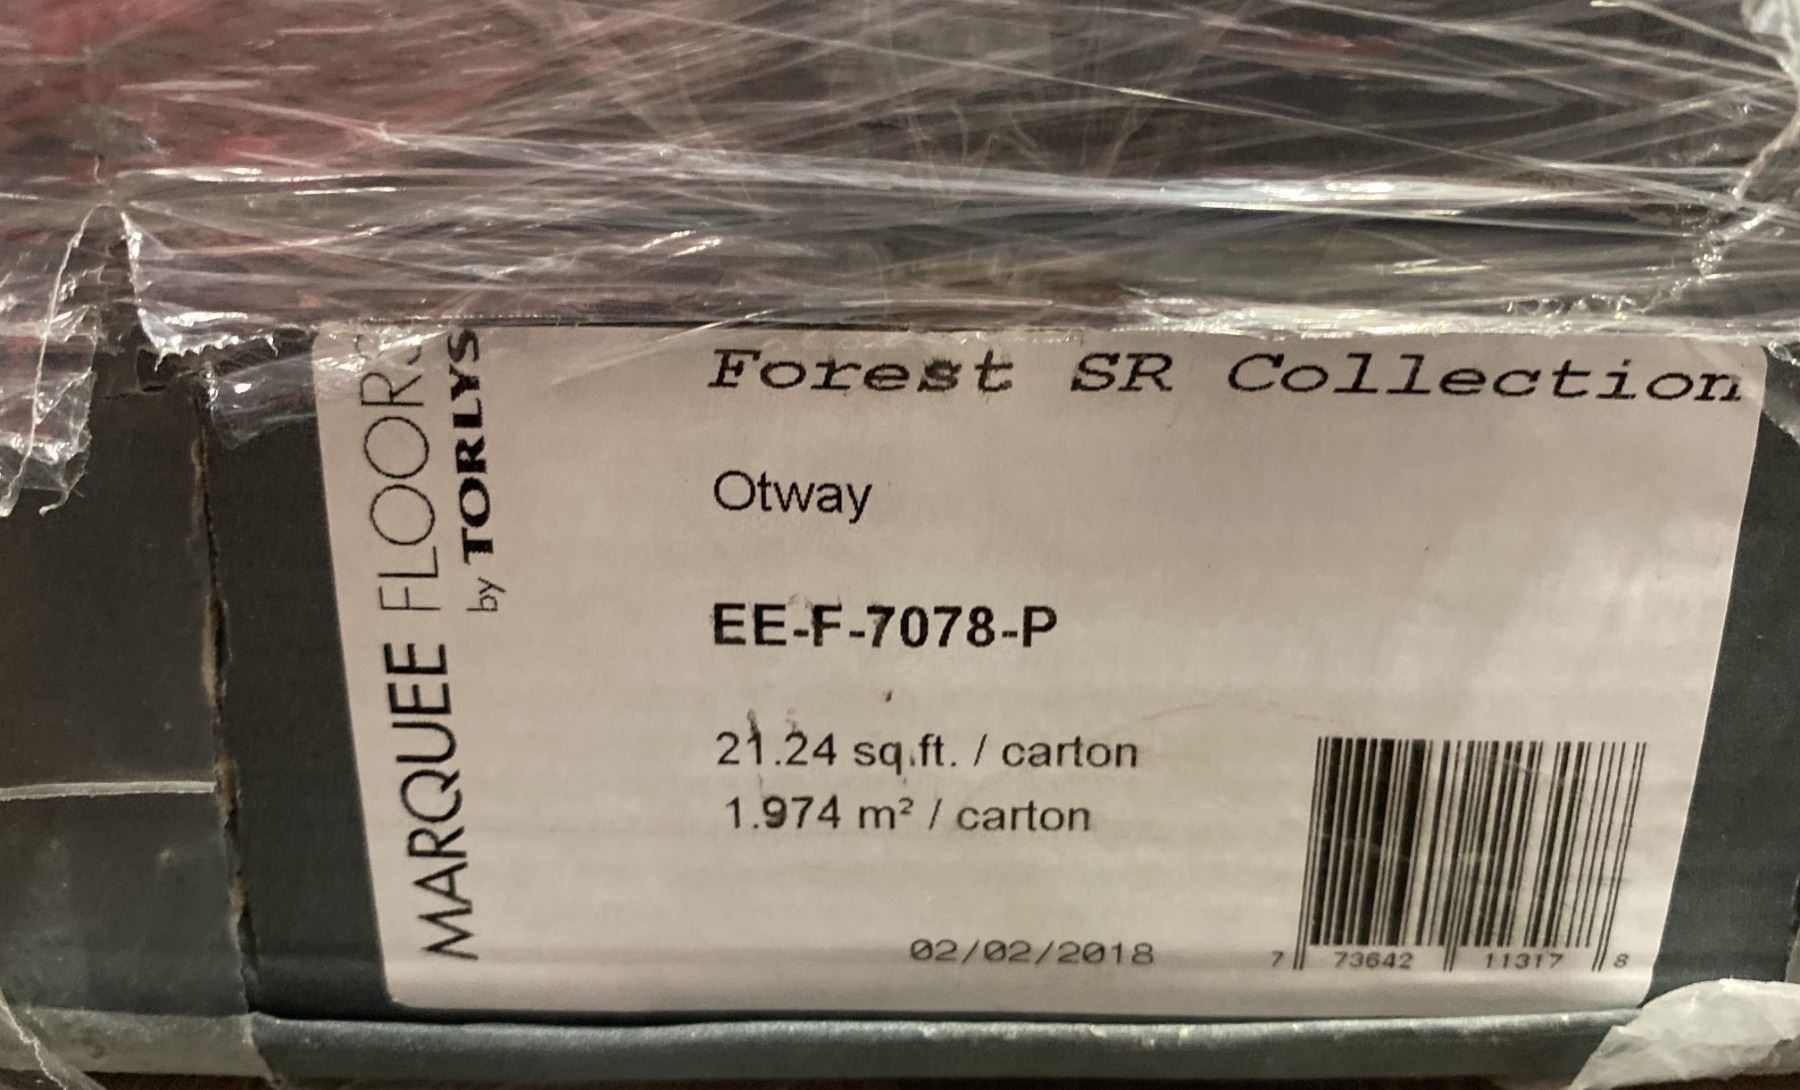 MARQUEE FLOORS
by TORLYS
Forest SR Collection
Otway
EE-F-7078-P
21.24 sq.ft. / carton
1.974 m² / carton
02/02/2018
7 73642 11317 8